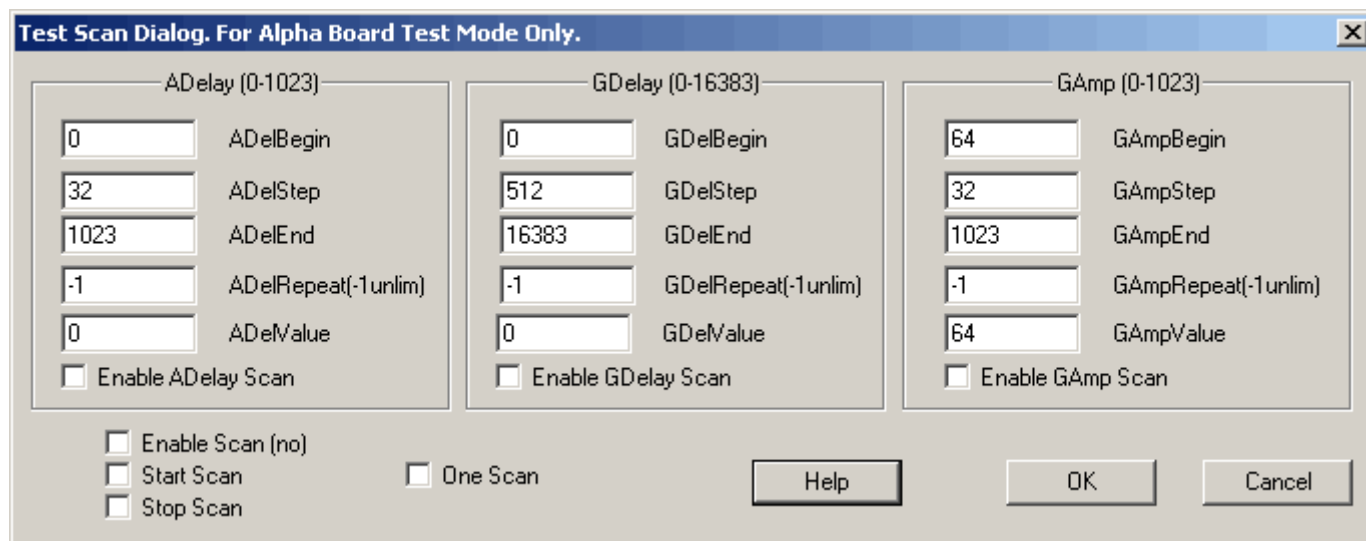 Test Scan Dialog. For Alpha Board Test Mode Only.
ADelay (0-1023)
0 ADelBegin
32 ADelStep
1023 ADelEnd
-1 ADelRepeat(-1unlim)
0 ADelValue
Enable ADelay Scan
GDelay (0-16383)
0 GDelBegin
512 GDelStep
16383 GDelEnd
-1 GDelRepeat(-1unlim)
0 GDelValue
Enable GDelay Scan
GAmp (0-1023)
64 GAmpBegin
32 GAmpStep
1023 GAmpEnd
-1 GAmpRepeat(-1unlim)
64 GAmpValue
Enable GAmp Scan
Enable Scan (no)
Start Scan
Stop Scan
One Scan
Help
OK
Cancel